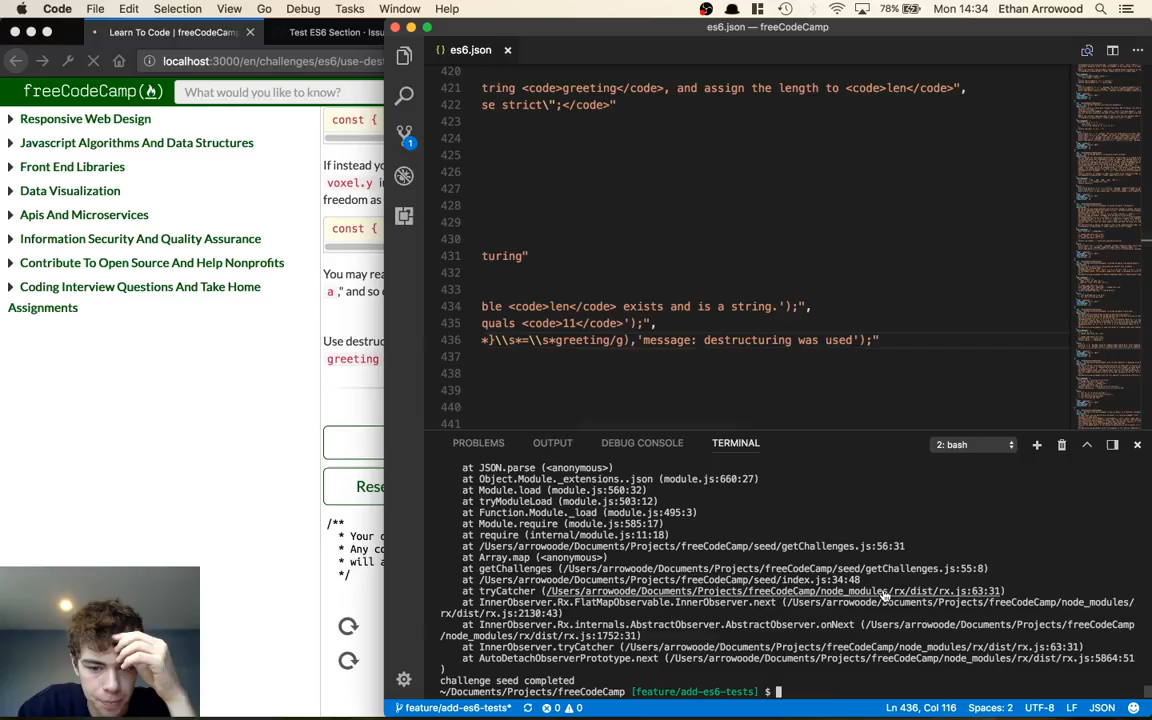 Code File Edit Selection View Go Debug Tasks Window Help 78% Mon 14:34 Ethan Arrowood
Learn To Code | freeCodeCam
Test ES6 Section · Issu
es6.json — freeCodeCamp
localhost:3000/en/challenges/es6/use-des
{ } es6.json
freeCodeCamp
What would you like to know?
Responsive Web Design
Javascript Algorithms And Data Structures
Front End Libraries
Data Visualization
Apis And Microservices
Information Security And Quality Assurance
Contribute To Open Source And Help Nonprofits
Coding Interview Questions And Take Home
Assignments
const {
If instead yo
voxel.y in
freedom as
const {
You may rea
a ," and so o
Use destruc
greeting
Rese
/**
* Your c
* Any co
* will a
*/
1
420
421 tring <code>greeting</code>, and assign the length to <code>len</code>",
422 se strict\";</code>"
423
424
425
426
427
428
429
430
431 turing"
432
433
434 ble <code>len</code> exists and is a string.');",
435 quals <code>11</code>');",
436 *}\\s*=\\s*greeting/g),'message: destructuring was used');"
437
438
439
440
441
PROBLEMS OUTPUT DEBUG CONSOLE TERMINAL 2: bash
at JSON.parse (<anonymous>)
at Object.Module._extensions..json (module.js:660:27)
at Module.load (module.js:560:32)
at tryModuleLoad (module.js:503:12)
at Function.Module._load (module.js:495:3)
at Module.require (module.js:585:17)
at require (internal/module.js:11:18)
at /Users/arrowoode/Documents/Projects/freeCodeCamp/seed/getChallenges.js:56:31
at Array.map (<anonymous>)
at getChallenges (/Users/arrowoode/Documents/Projects/freeCodeCamp/seed/getChallenges.js:55:8)
at /Users/arrowoode/Documents/Projects/freeCodeCamp/seed/index.js:34:48
at tryCatcher (/Users/arrowoode/Documents/Projects/freeCodeCamp/node_modules/rx/dist/rx.js:63:31)
at InnerObserver.Rx.FlatMapObservable.InnerObserver.next (/Users/arrowoode/Documents/Projects/freeCodeCamp/node_modules/
rx/dist/rx.js:2130:43)
at InnerObserver.Rx.internals.AbstractObserver.AbstractObserver.onNext (/Users/arrowoode/Documents/Projects/freeCodeCamp
/node_modules/rx/dist/rx.js:1752:31)
at InnerObserver.tryCatcher (/Users/arrowoode/Documents/Projects/freeCodeCamp/node_modules/rx/dist/rx.js:63:31)
at AutoDetachObserverPrototype.next (/Users/arrowoode/Documents/Projects/freeCodeCamp/node_modules/rx/dist/rx.js:5864:51
)
challenge seed completed
~/Documents/Projects/freeCodeCamp [feature/add-es6-tests] $
feature/add-es6-tests* 0 0 Ln 436, Col 116 Spaces: 2 UTF-8 LF JSON